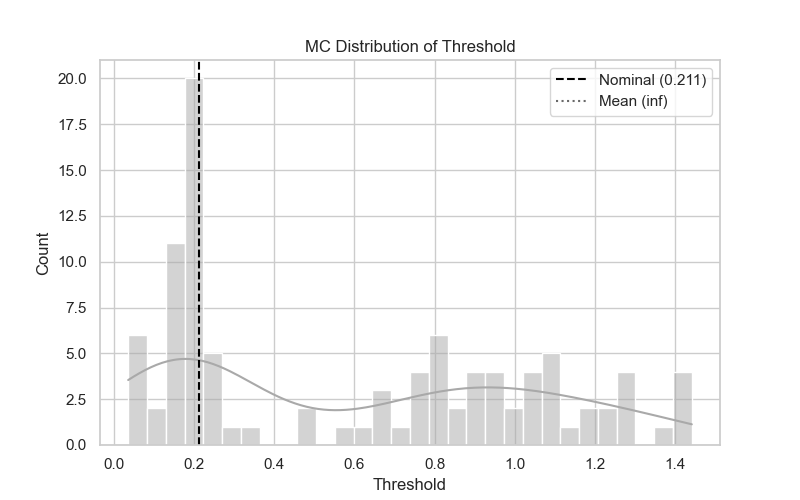 MC Distribution of Threshold
Nominal (0.211)
Mean (inf)
20.0
17.5
15.0
12.5
10.0
7.5
5.0
2.5
0.0
Count
0.0 0.2 0.4 0.6 0.8 1.0 1.2 1.4
Threshold